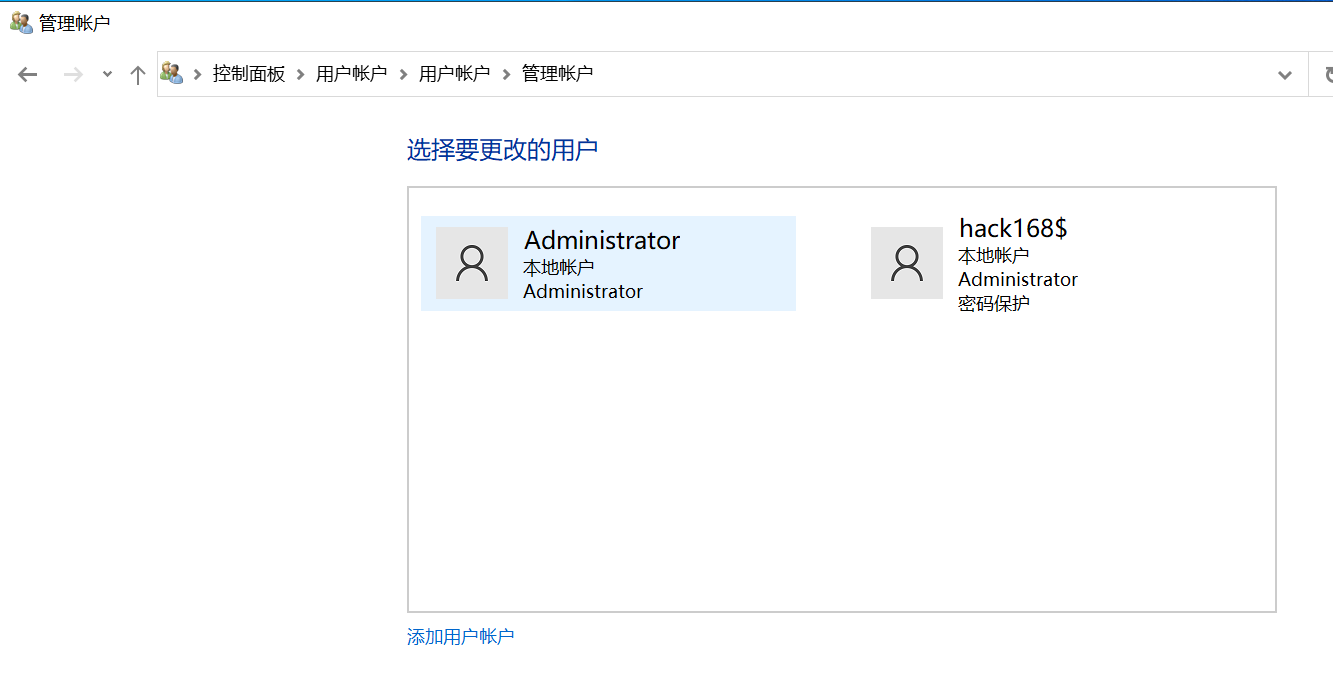 管理帐户
控制面板 > 用户帐户 > 用户帐户 > 管理帐户
选择要更改的用户
Administrator
本地帐户
Administrator
hack168$
本地帐户
Administrator
密码保护
添加用户帐户